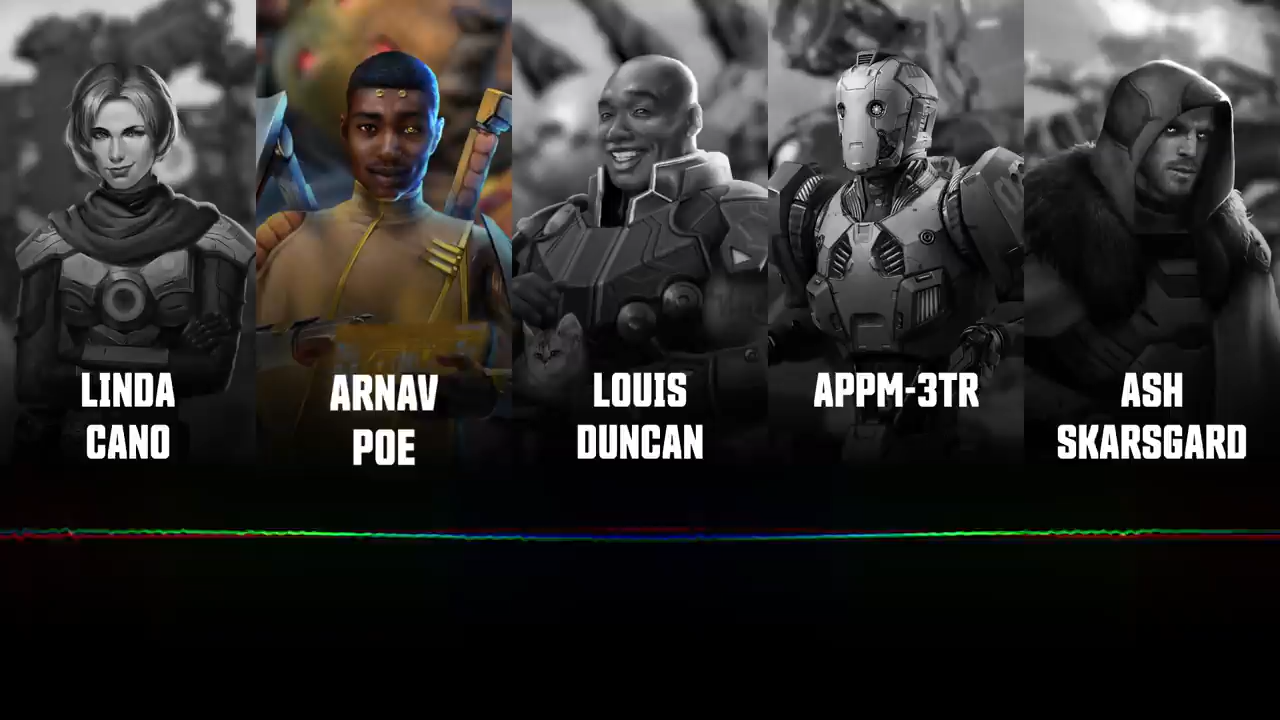 LINDA
CANO
ARNAV
POE
LOUIS
DUNCAN
APPM-3TR
ASH
SKARSGARD